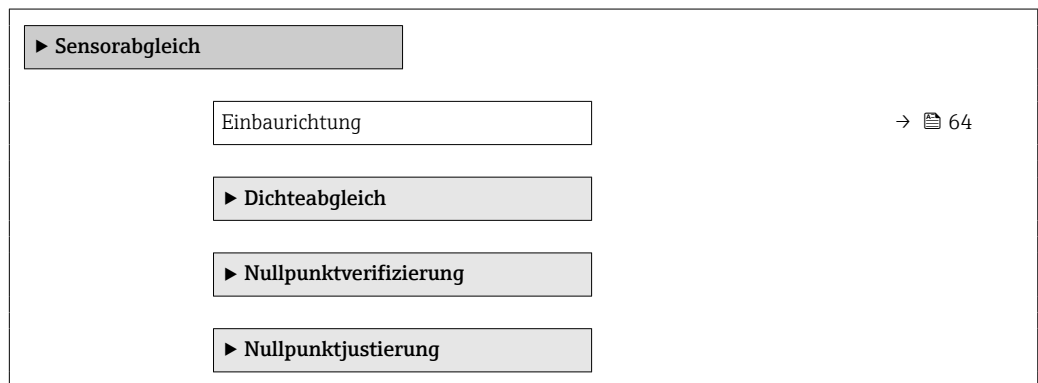 ▶ Sensorabgleich
Einbaurichtung → 64
▶ Dichteabgleich
▶ Nullpunktverifizierung
▶ Nullpunktjustierung